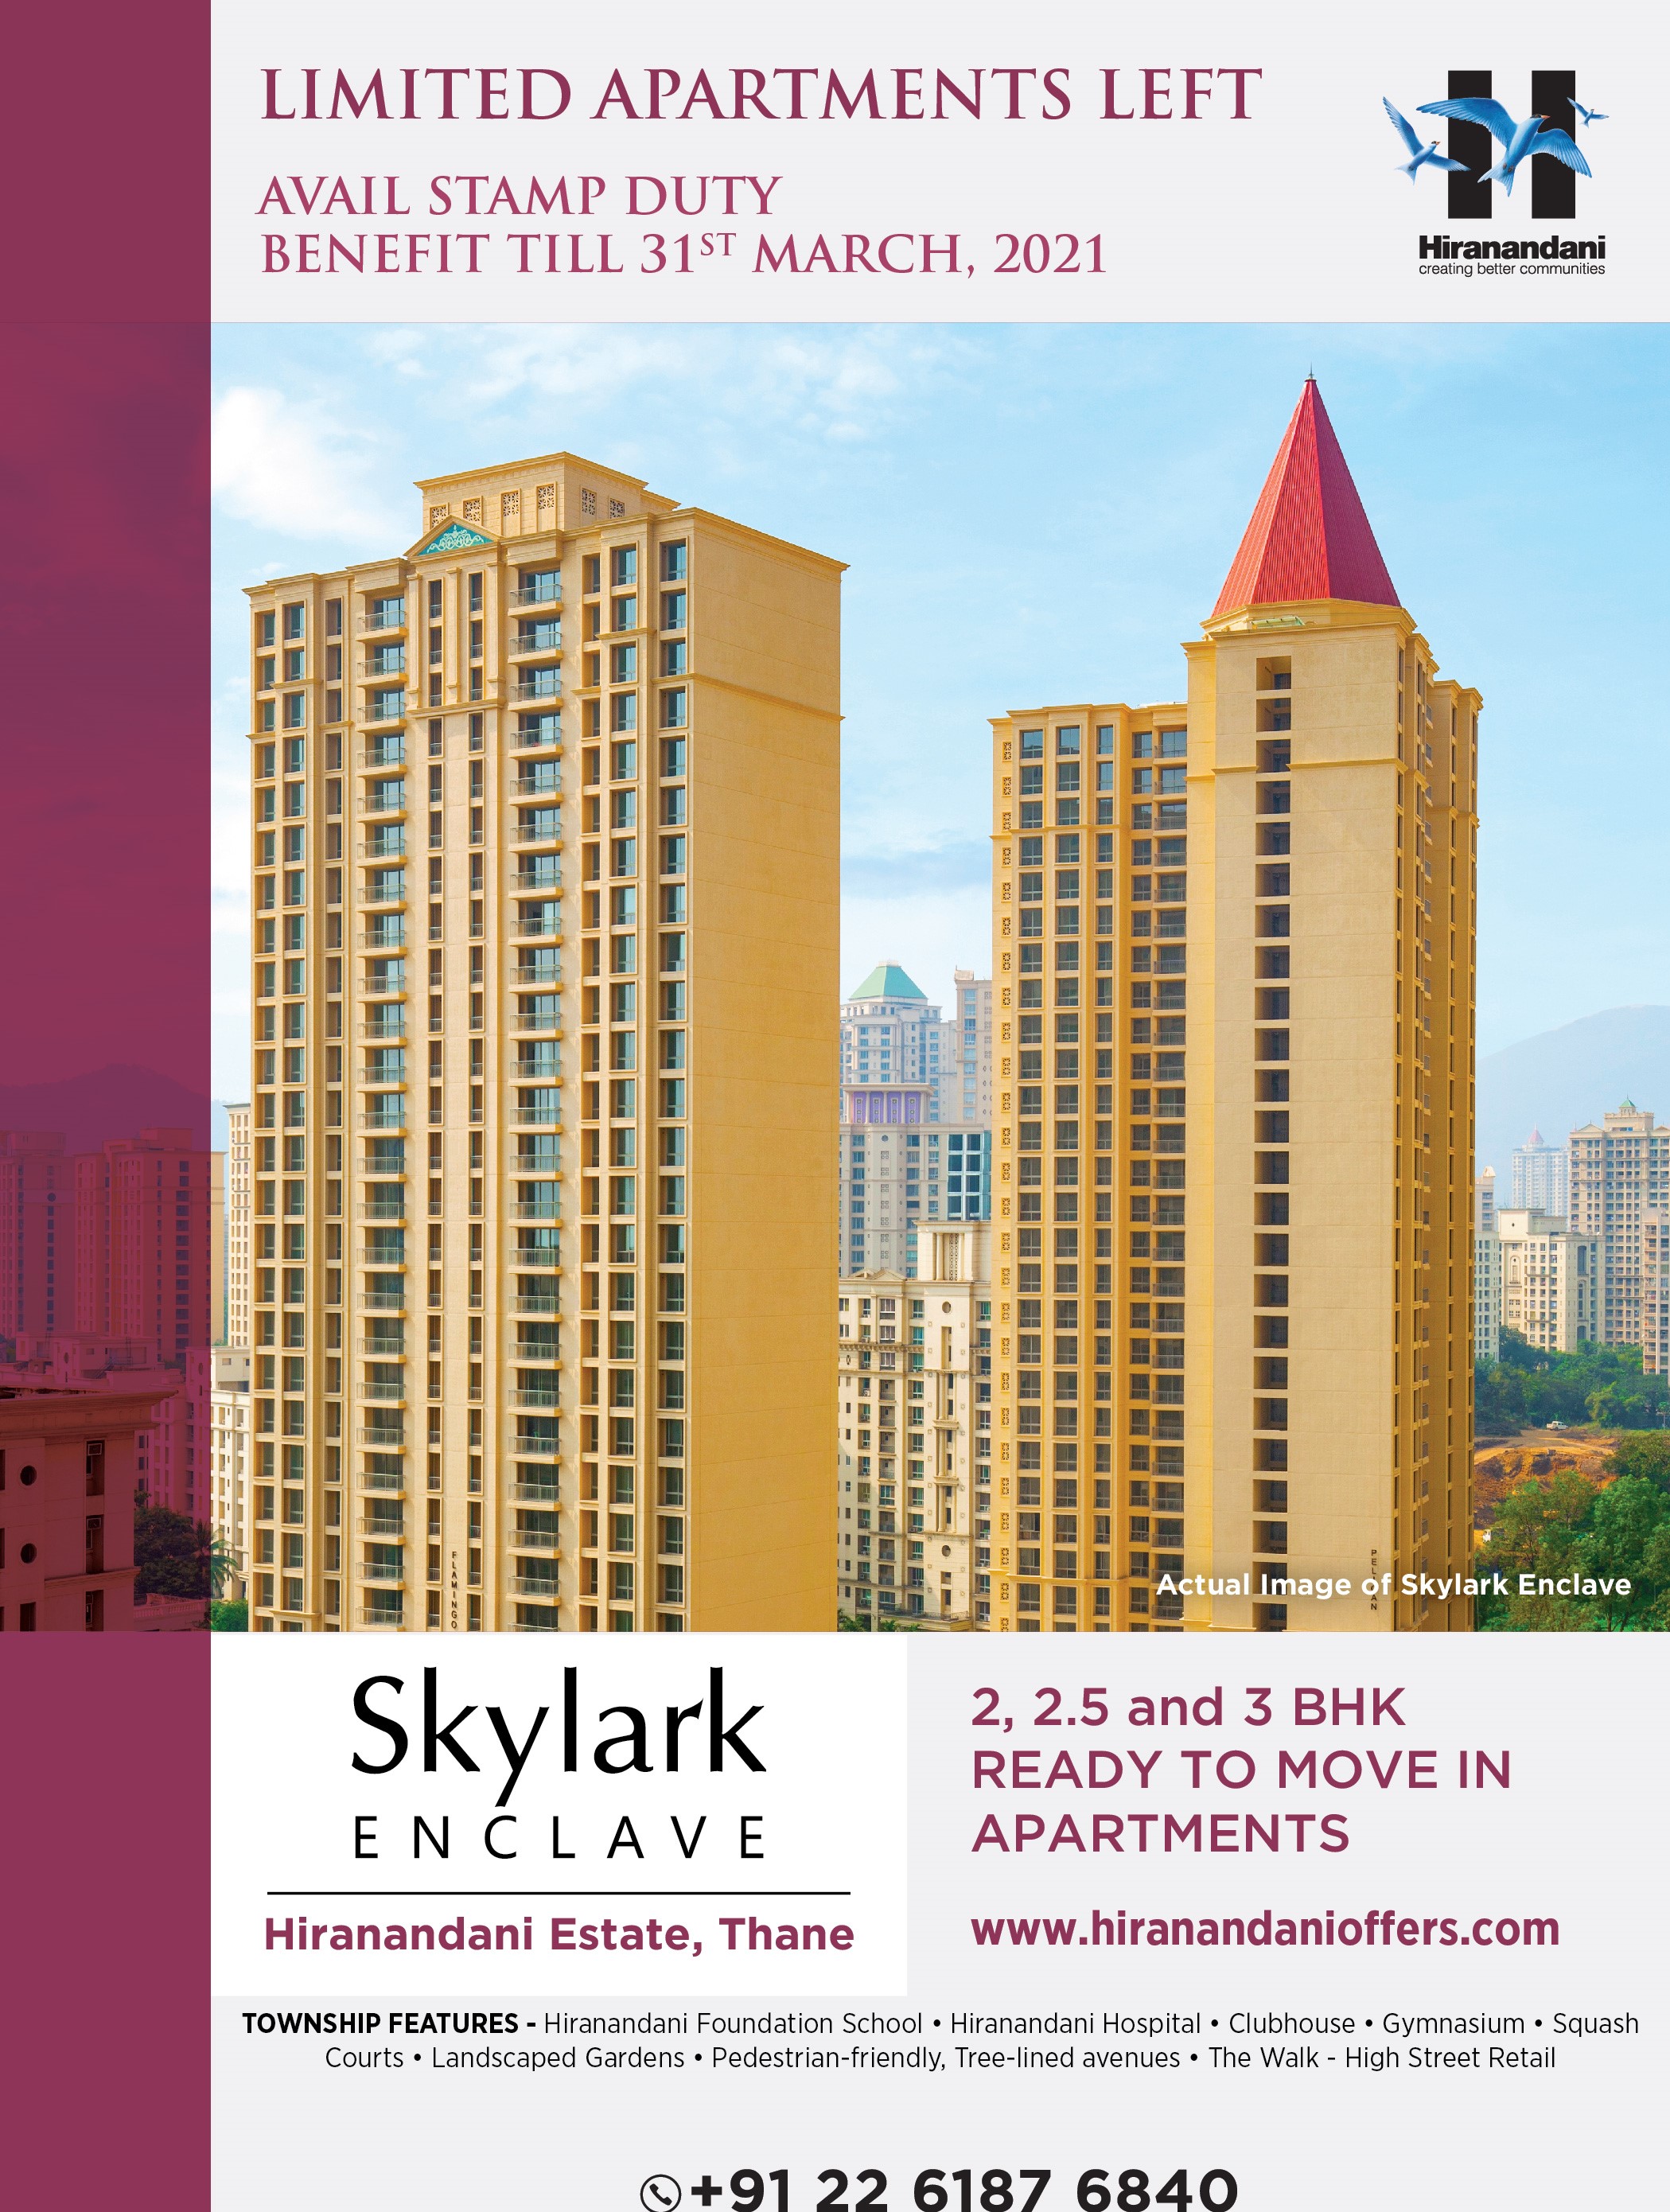 LIMITED APARTMENTS LEFT
AVAIL STAMP DUTY
BENEFIT TILL 31ST MARCH, 2021
H
Hiranandani
creating better communities
FLAMINGO
PELICAN
Actual Image of Skylark Enclave
Skylark
ENCLAVE
Hiranandani Estate, Thane
2, 2.5 and 3 BHK
READY TO MOVE IN
APARTMENTS
www.hiranandanioffers.com
TOWNSHIP FEATURES - Hiranandani Foundation School • Hiranandani Hospital • Clubhouse • Gymnasium • Squash
Courts • Landscaped Gardens • Pedestrian-friendly, Tree-lined avenues • The Walk - High Street Retail
+91 22 6187 6840